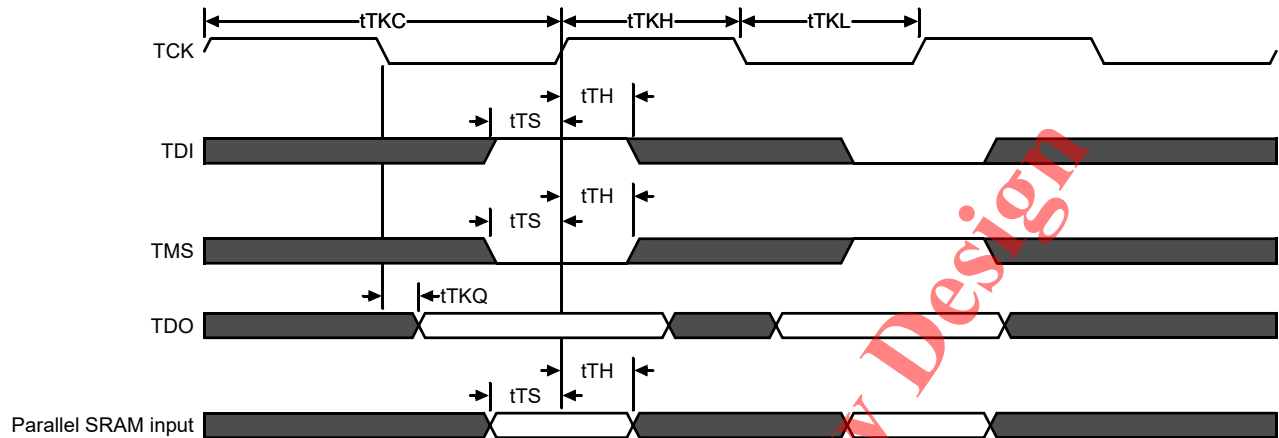 tTKC
tTKH
tTKL
TCK
tTH
tTS
TDI
tTH
tTS
TMS
tTKQ
TDO
tTH
tTS
Parallel SRAM input
Design